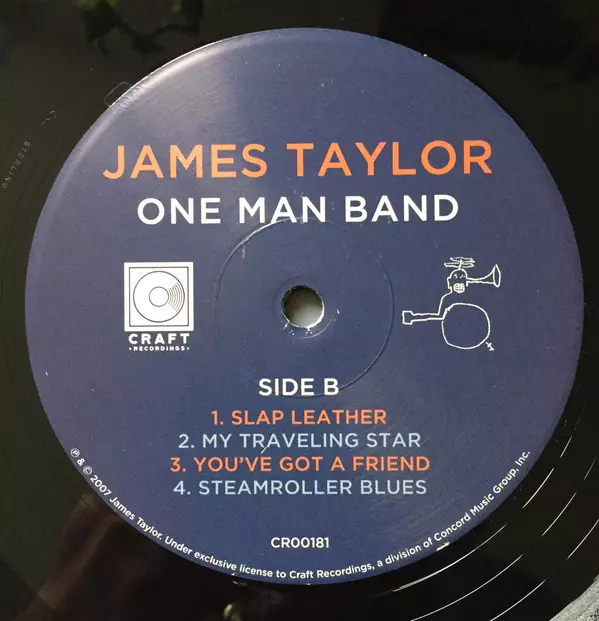 JAMES TAYLOR
ONE MAN BAND
CRAFT
•RECORDINGS•
SIDE B
1. SLAP LEATHER
2. MY TRAVELING STAR
3. YOU'VE GOT A FRIEND
4. STEAMROLLER BLUES
CR00181
℗ & © 2007 James Taylor. Under exclusive license to Craft Recordings, a division of Concord Music Group, Inc.
STERLING